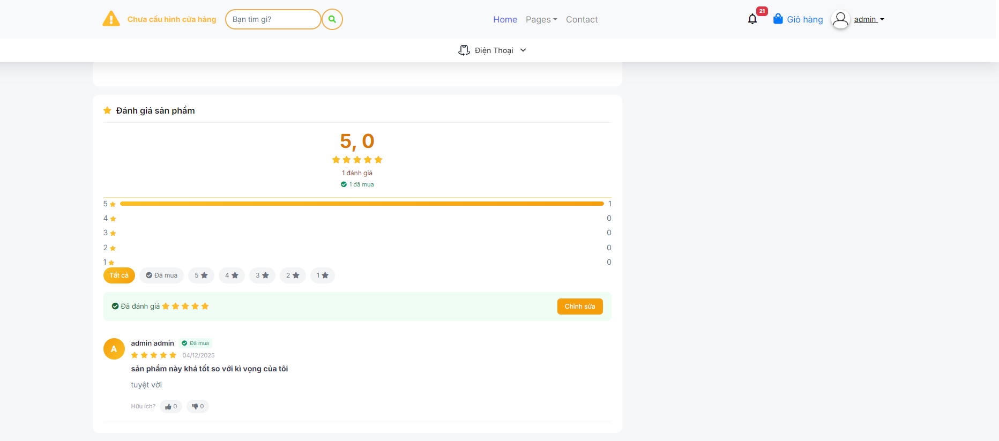 Chưa cấu hình cửa hàng
Bạn tìm gì?
Home Pages Contact
21
Giỏ hàng
admin
Điện Thoại
Đánh giá sản phẩm
5, 0
1 đánh giá
1 đã mua
5 1
4 0
3 0
2 0
1 0
Tất cả Đã mua 5 4 3 2 1
Đã đánh giá
Chỉnh sửa
A
admin admin Đã mua
04/12/2025
sản phẩm này khá tốt so với kì vọng của tôi
tuyệt vời
Hữu ích? 0 0